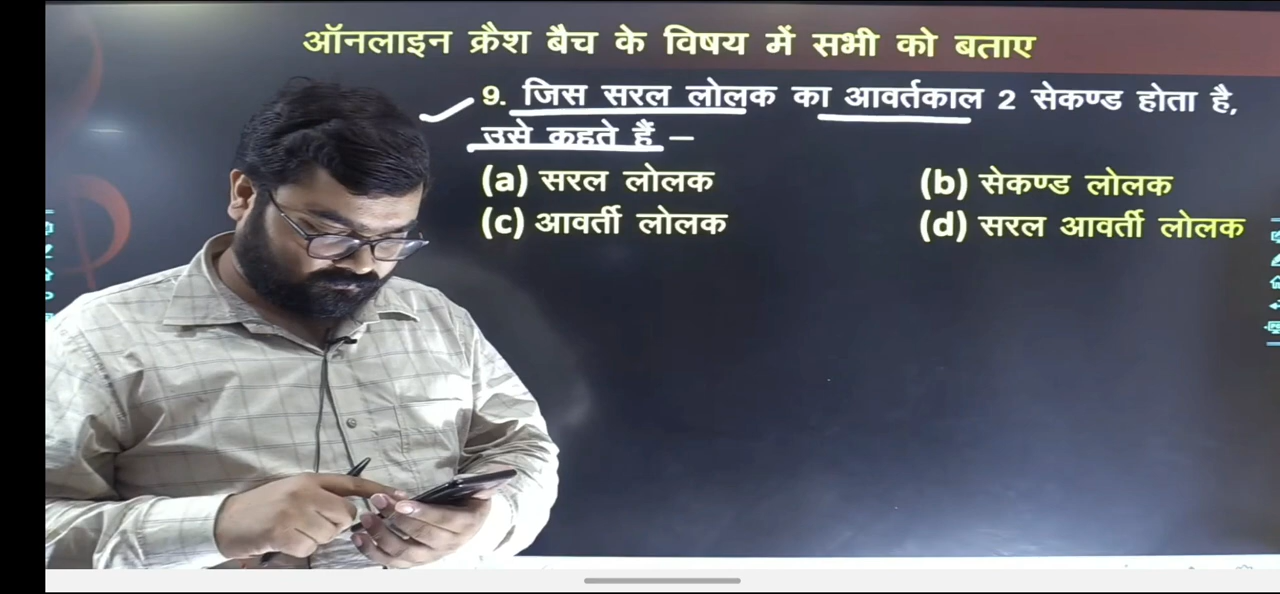 ऑनलाइन क्रैश बैच के विषय में सभी को बताए
9. जिस सरल लोलक का आवर्तकाल 2 सेकण्ड होता है,
उसे कहते हैं –
(a) सरल लोलक (b) सेकण्ड लोलक
(c) आवर्ती लोलक (d) सरल आवर्ती लोलक